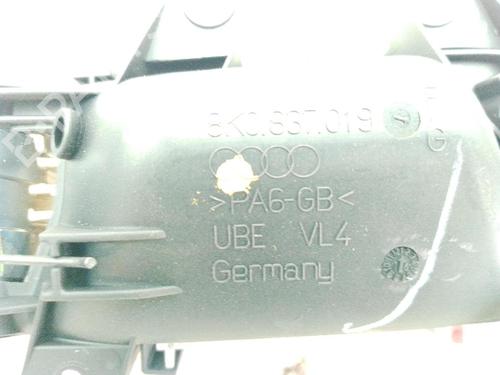 8K0.837.019
G
>PA6-GB<
UBE VL4
Germany